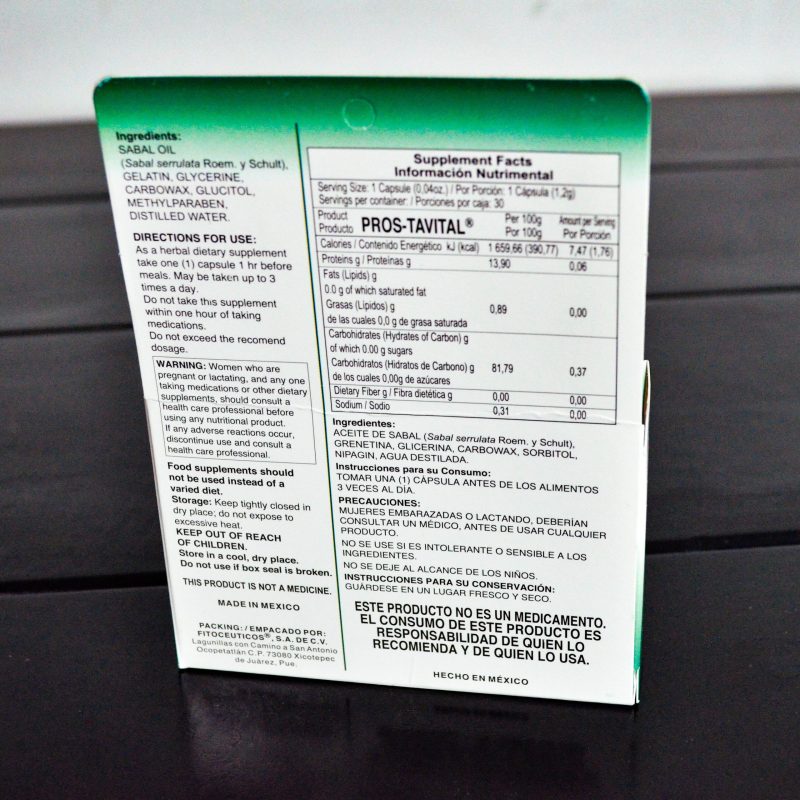 Ingredients:
SABAL OIL
(Sabal serrulata Roem. y Schult),
GELATIN, GLYCERINE,
CARBOWAX, GLUCITOL,
METHYLPARABEN,
DISTILLED WATER.
DIRECTIONS FOR USE:
As a herbal dietary supplement
take one (1) capsule 1 hr before
meals. May be taken up to 3
times a day.
Do not take this supplement
within one hour of taking
medications.
Do not exceed the recomend
dosage.
WARNING: Women who are
pregnant or lactating, and any one
taking medications or other dietary
supplements, should consult a
health care professional before
using any nutritional product.
If any adverse reactions occur,
discontinue use and consult a
health care professional.
Food supplements should
not be used instead of a
varied diet.
Storage: Keep tightly closed in
dry place; do not expose to
excessive heat.
KEEP OUT OF REACH
OF CHILDREN.
Store in a cool, dry place.
Do not use if box seal is broken.
THIS PRODUCT IS NOT A MEDICINE.
MADE IN MEXICO
PACKING: / EMPACADO POR:
FITOCEUTICOS®, S.A. DE C.V.
Lagunillas con Camino a San Antonio
Ocopetatlán C.P. 73080 Xicotepec
de Juárez, Pue.
Supplement Facts
Información Nutrimental
Serving Size: 1 Capsule (0,04oz.) / Por Porción: 1 Cápsula (1,2g)
Servings per container: / Porciones por caja: 30
Product Per 100g Amount per Serving
Producto PROS-TAVITAL® Por 100g Por Porción
Calories / Contenido Energético kJ (kcal) 1 659,66 (390,77) 7,47 (1,76)
Proteins g / Proteinas g 13,90 0,06
Fats (Lipids) g
0.0 g of which saturated fat
Grasas (Lípidos) g 0,89 0,00
de las cuales 0,0 g de grasa saturada
Carbohidrates (Hydrates of Carbon) g
of which 0.00 g sugars
Carbohidratos (Hidratos de Carbono) g 81,79 0,37
de los cuales 0,00g de azúcares
Dietary Fiber g / Fibra dietética g 0,00 0,00
Sodium / Sodio 0,31 0,00
Ingredientes:
ACEITE DE SABAL (Sabal serrulata Roem. y Schult),
GRENETINA, GLICERINA, CARBOWAX, SORBITOL,
NIPAGIN, AGUA DESTILADA.
Instrucciones para su Consumo:
TOMAR UNA (1) CÁPSULA ANTES DE LOS ALIMENTOS
3 VECES AL DÍA.
PRECAUCIONES:
MUJERES EMBARAZADAS O LACTANDO, DEBERÍAN
CONSULTAR UN MÉDICO, ANTES DE USAR CUALQUIER
PRODUCTO.
NO SE USE SI ES INTOLERANTE O SENSIBLE A LOS
INGREDIENTES.
NO SE DEJE AL ALCANCE DE LOS NIÑOS.
INSTRUCCIONES PARA SU CONSERVACIÓN:
GUÁRDESE EN UN LUGAR FRESCO Y SECO.
ESTE PRODUCTO NO ES UN MEDICAMENTO.
EL CONSUMO DE ESTE PRODUCTO ES
RESPONSABILIDAD DE QUIEN LO
RECOMIENDA Y DE QUIEN LO USA.
HECHO EN MÉXICO